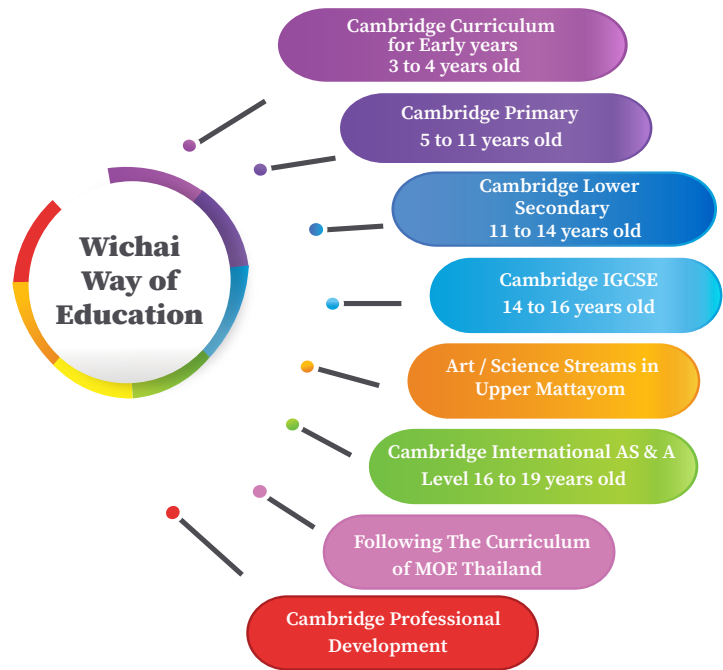 Cambridge Curriculum
for Early years
3 to 4 years old
Cambridge Primary
5 to 11 years old
Cambridge Lower
Secondary
11 to 14 years old
Wichai
Way of
Education
Cambridge IGCSE
14 to 16 years old
Art / Science Streams in
Upper Mattayom
Cambridge International AS & A
Level 16 to 19 years old
Following The Curriculum
of MOE Thailand
Cambridge Professional
Development